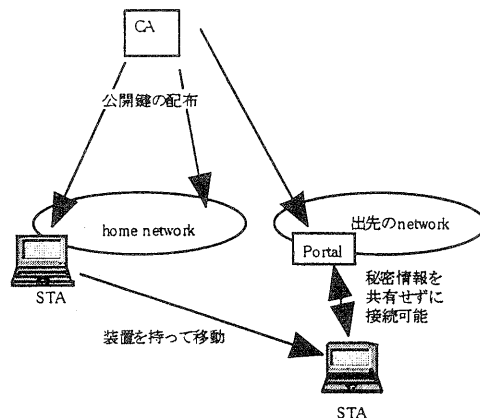 CA
公開鍵の配布
home network
出先のnetwork
Portal
STA
秘密情報を
共有せずに
接続可能
装置を持って移動
STA